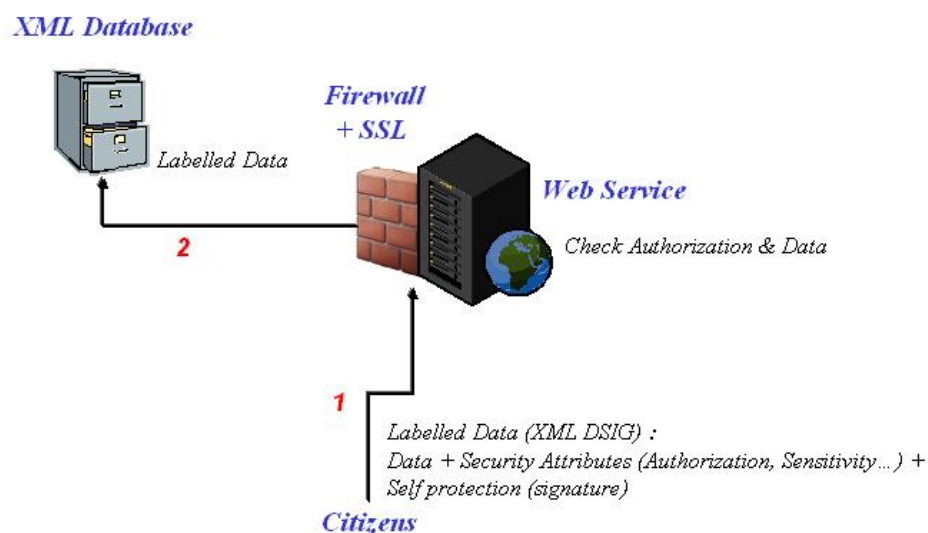 XML Database
Firewall
+ SSL
Labelled Data
Web Service
2
Check Authorization & Data
1
Labelled Data (XML DSIG) :
Data + Security Attributes (Authorization, Sensitivity...) +
Self protection (signature)
Citizens